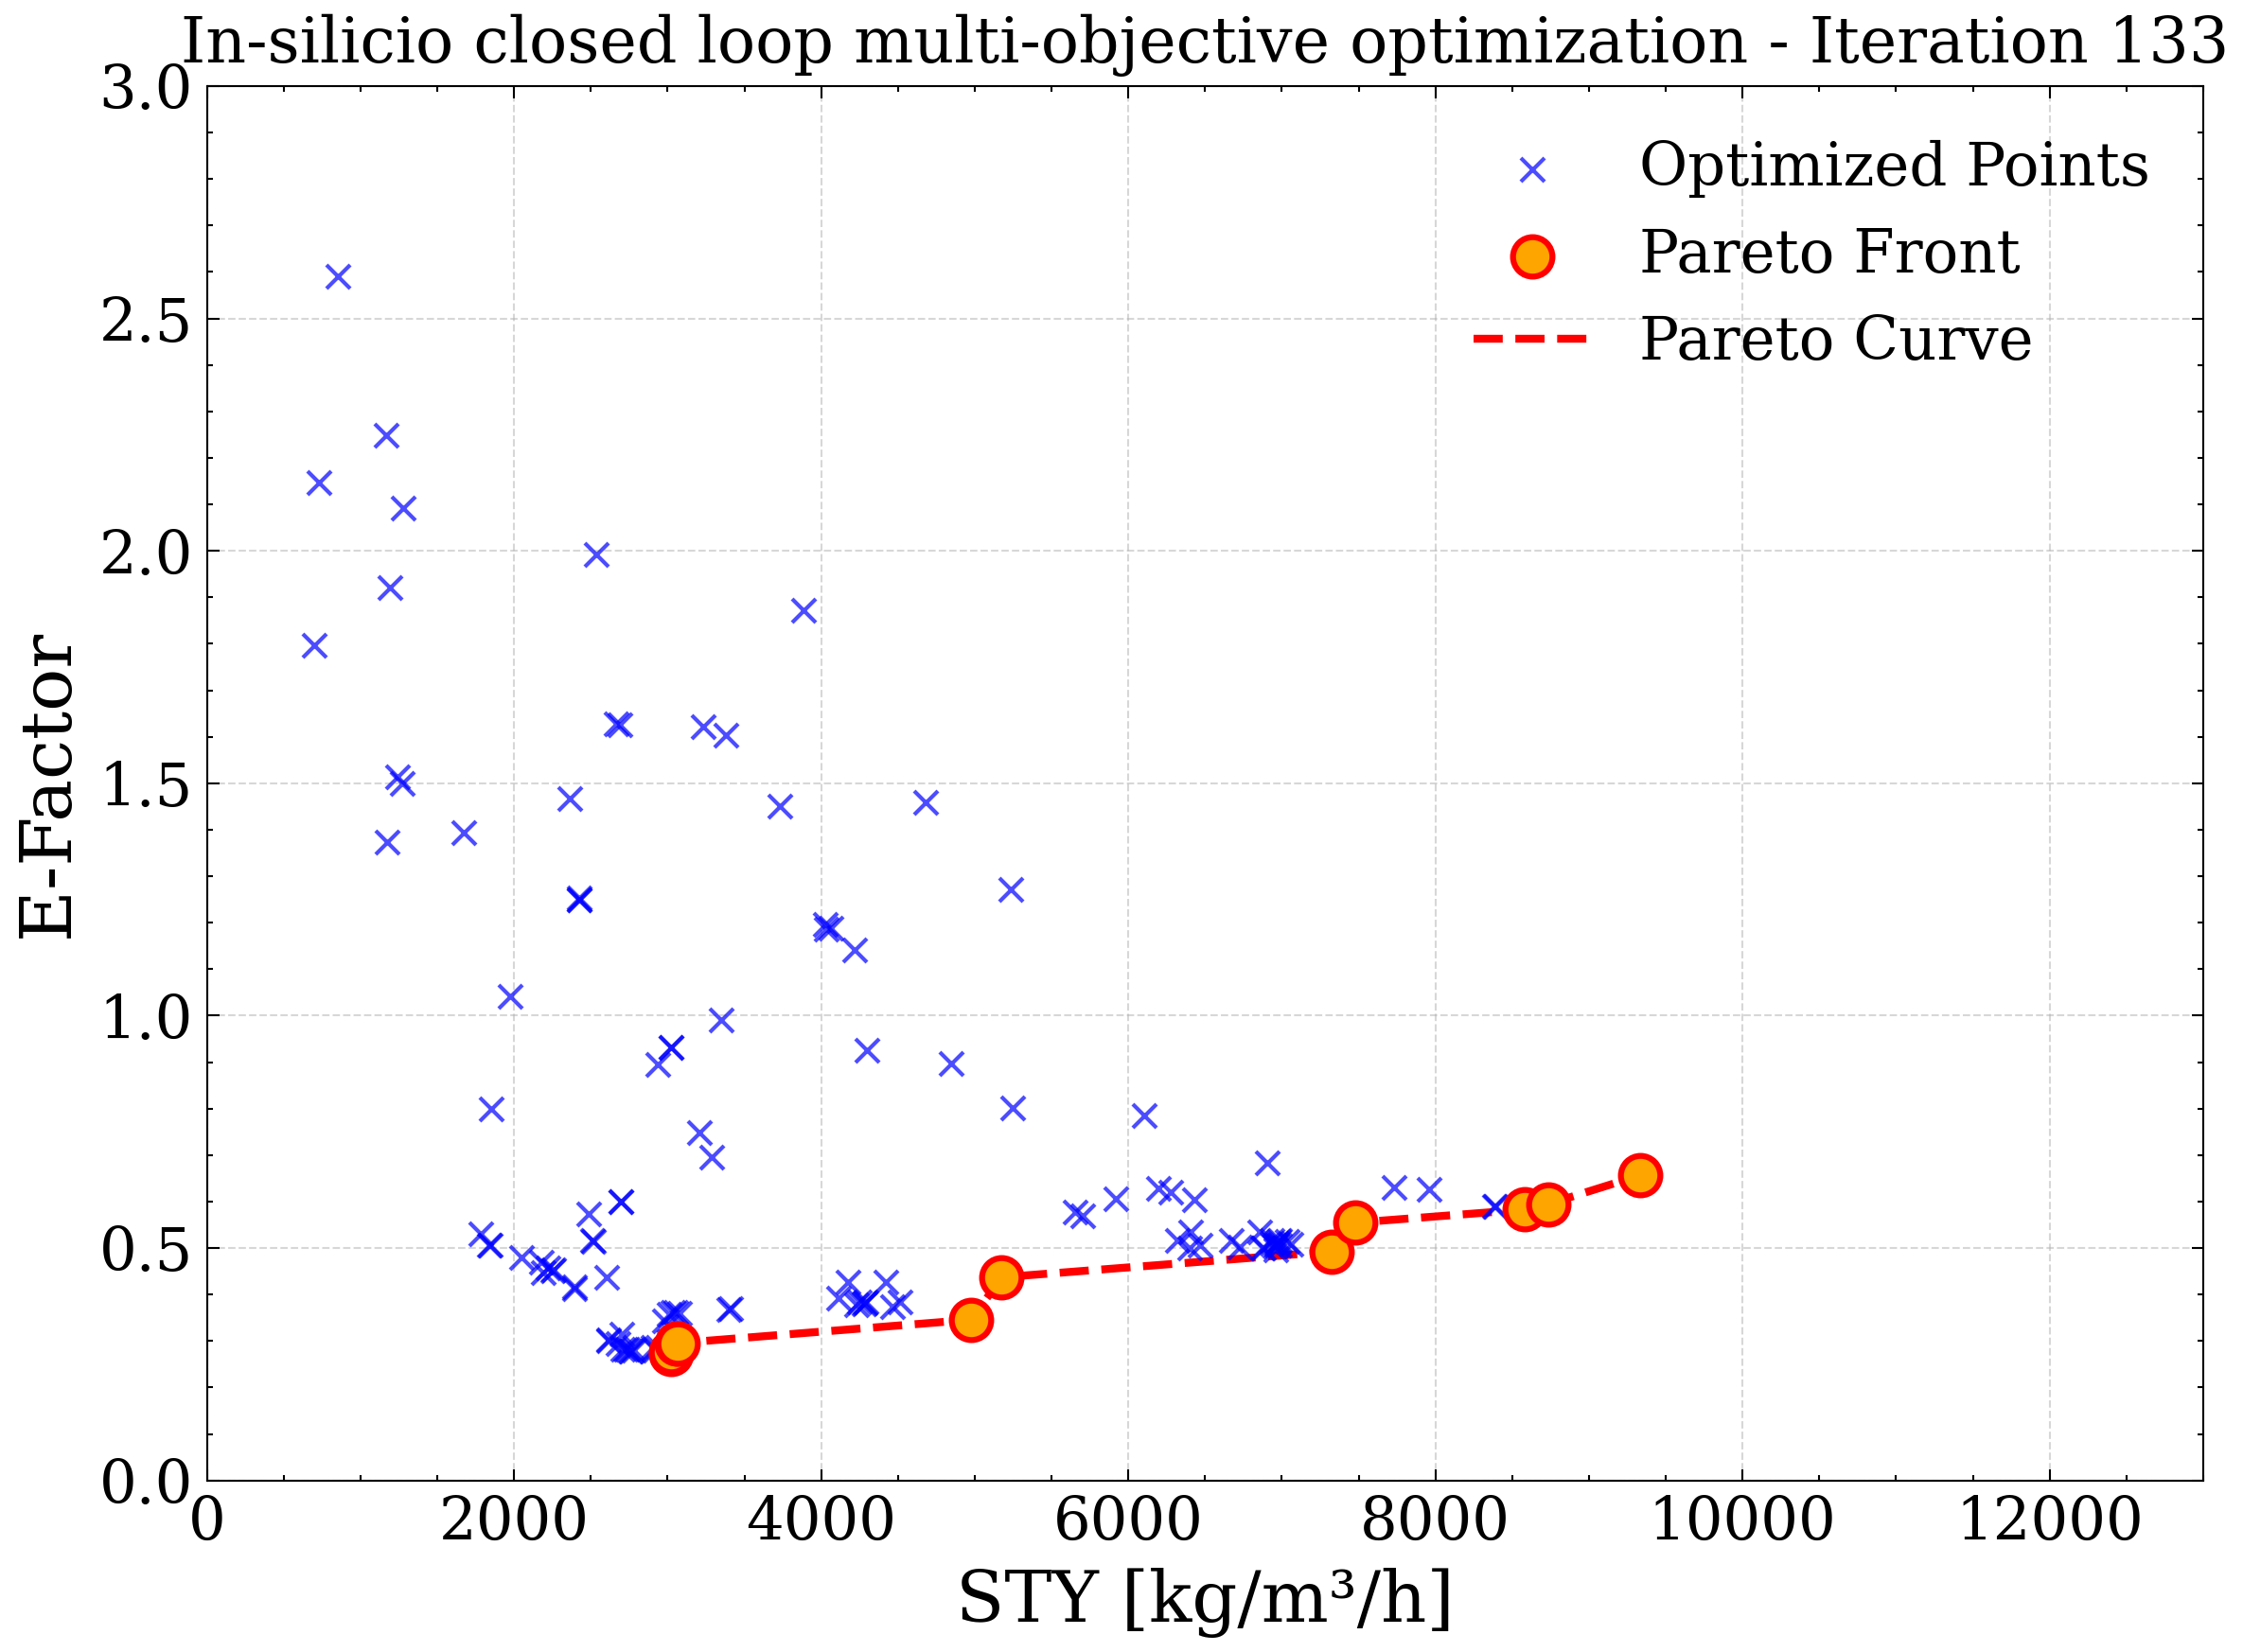 In-silicio closed loop multi-objective optimization - Iteration 133
3.0
2.5
2.0
1.5
1.0
0.5
0.0
E-Factor
Optimized Points
Pareto Front
Pareto Curve
0 2000 4000 6000 8000 10000 12000
STY [kg/m³/h]